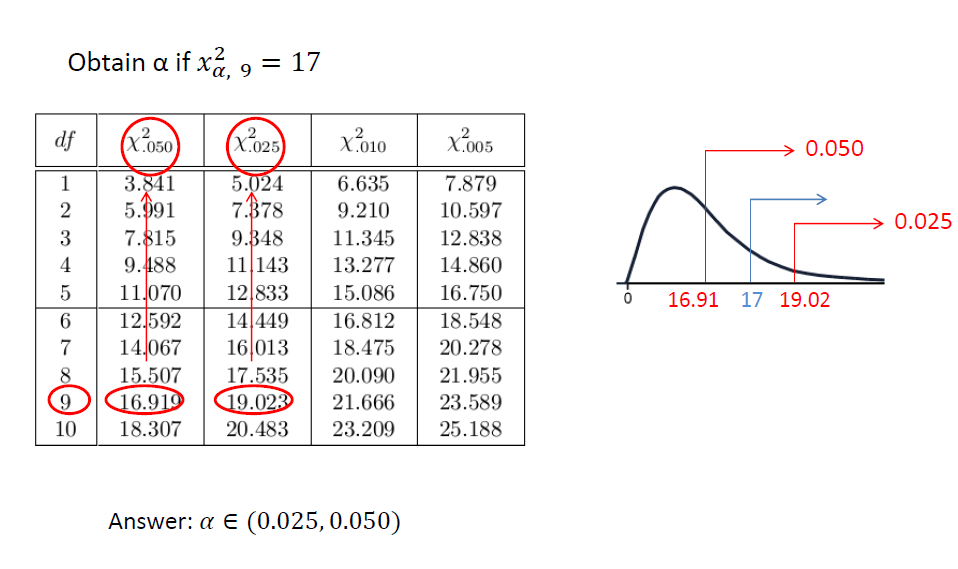 Obtain α if x²α, 9 = 17
df χ².050 χ².025 χ².010 χ².005
1 3.841 5.024 6.635 7.879
2 5.991 7.378 9.210 10.597
3 7.815 9.348 11.345 12.838
4 9.488 11.143 13.277 14.860
5 11.070 12.833 15.086 16.750
6 12.592 14.449 16.812 18.548
7 14.067 16.013 18.475 20.278
8 15.507 17.535 20.090 21.955
9 16.919 19.023 21.666 23.589
10 18.307 20.483 23.209 25.188
0.050
0.025
0 16.91 17 19.02
Answer: α ∈ (0.025, 0.050)